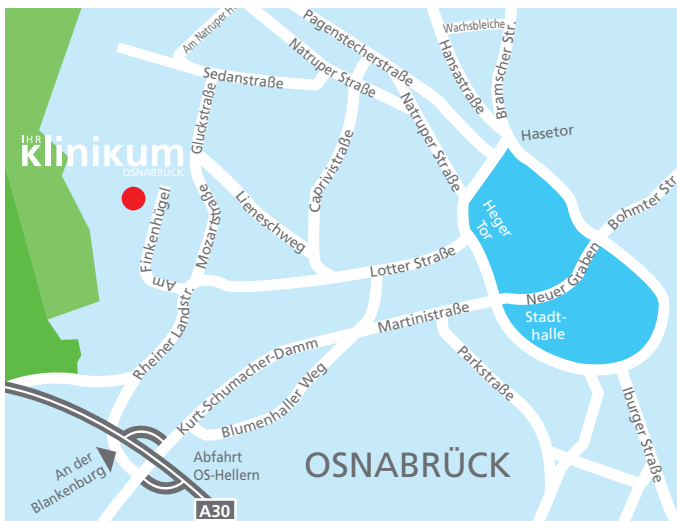 Wachsbleiche
Am Natruper H
Pagenstecherstraße
Hansastraße
Bramscher Str.
Natruper Straße
Sedanstraße
Hasetor
Natruper Straße
Gluckstraße
IHR
Klinikum
OSNABRÜCK
Caprivistraße
Lieneschweg
Mozartstraße
Am Finkenhügel
Heger
Tor
Bohmter Str.
Lotter Straße
Neuer Graben
Rheiner Landstr.
Martinistraße
Stadt-
halle
Kurt-Schumacher-Damm
Parkstraße
Blumenhaller Weg
Iburger Straße
An der
Blankenburg
Abfahrt
OS-Hellern
OSNABRÜCK
A30